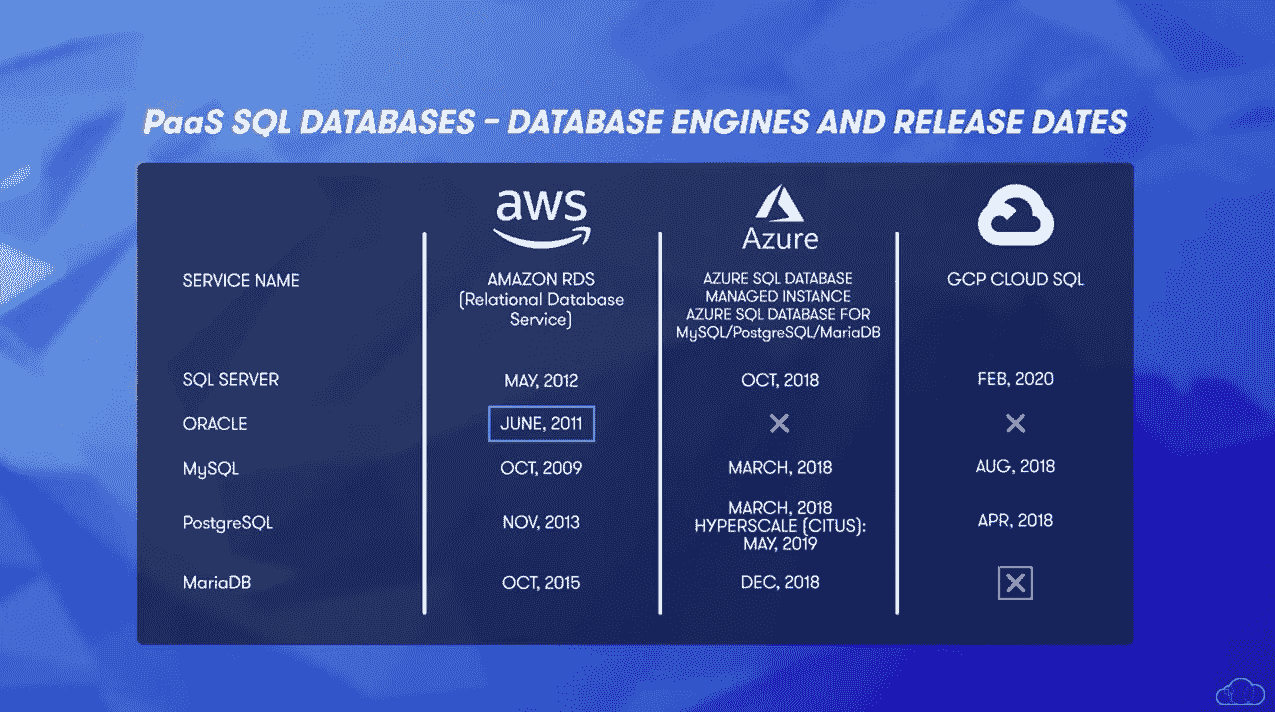 PaaS SQL DATABASES – DATABASE ENGINES AND RELEASE DATES
aws
Azure
SERVICE NAME
AMAZON RDS
(Relational Database
Service)
AZURE SQL DATABASE
MANAGED INSTANCE
AZURE SQL DATABASE FOR
MySQL/PostgreSQL/MariaDB
GCP CLOUD SQL
SQL SERVER
MAY, 2012
OCT, 2018
FEB, 2020
ORACLE
JUNE, 2011
MySQL
OCT, 2009
MARCH, 2018
AUG, 2018
PostgreSQL
NOV, 2013
MARCH, 2018
HYPERSCALE (CITUS):
MAY, 2019
APR, 2018
MariaDB
OCT, 2015
DEC, 2018